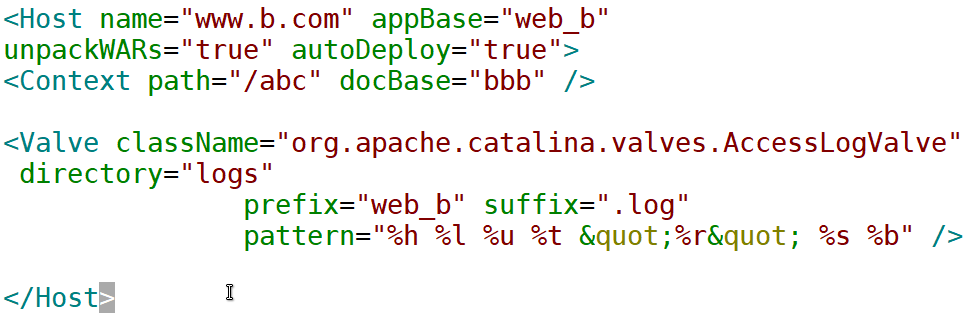 <Host name="www.b.com" appBase="web_b"
unpackWARs="true" autoDeploy="true">
<Context path="/abc" docBase="bbb" />
<Valve className="org.apache.catalina.valves.AccessLogValve"
directory="logs"
prefix="web_b" suffix=".log"
pattern="%h %l %u %t &quot;%r&quot; %s %b" />
</Host>